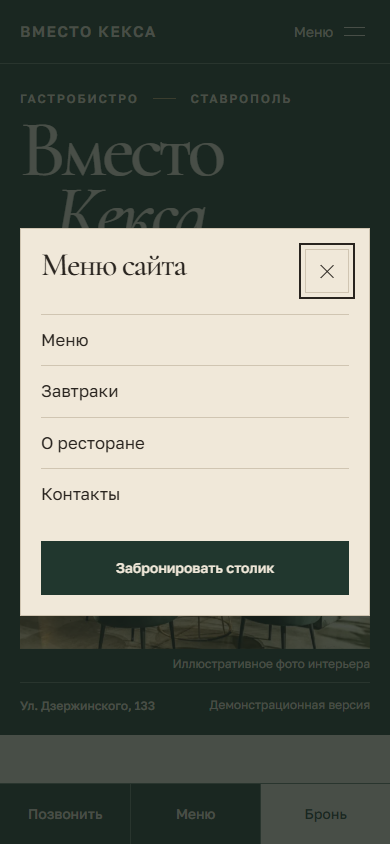 ВМЕСТО КЕКСА
Меню
ГАСТРОБИСТРО — СТАВРОПОЛЬ
Вместо
Кекса
Меню сайта
Меню
Завтраки
О ресторане
Контакты
Забронировать столик
Иллюстративное фото интерьера
Ул. Дзержинского, 133
Демонстрационная версия
Позвонить
Меню
Бронь